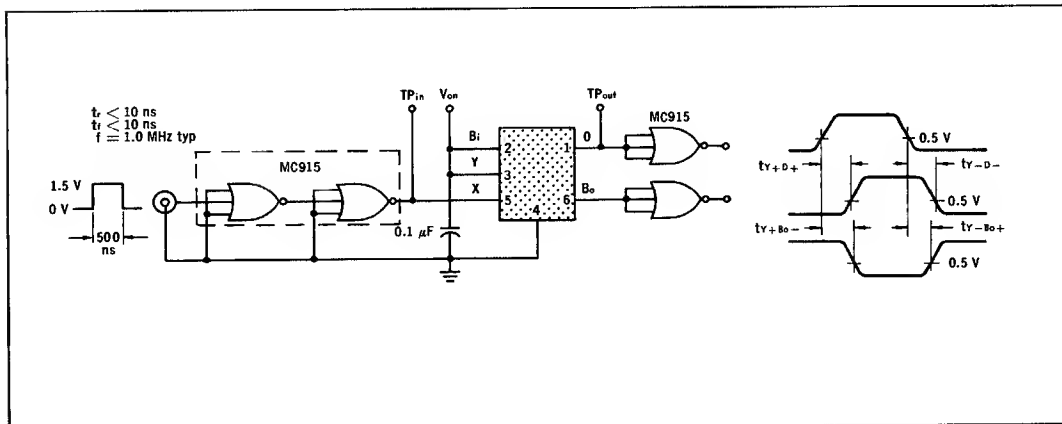 tr < 10 ns
tf < 10 ns
f = 1.0 MHz typ
1.5 V
0 V
500
ns
MC915
TPin
Von
0.1 μF
Bi
Y
X
2
3
5
4
1
6
O
Bo
TPout
MC915
0.5 V
tY+D+
tY-D-
0.5 V
tY+Bo-
tY-Bo+
0.5 V